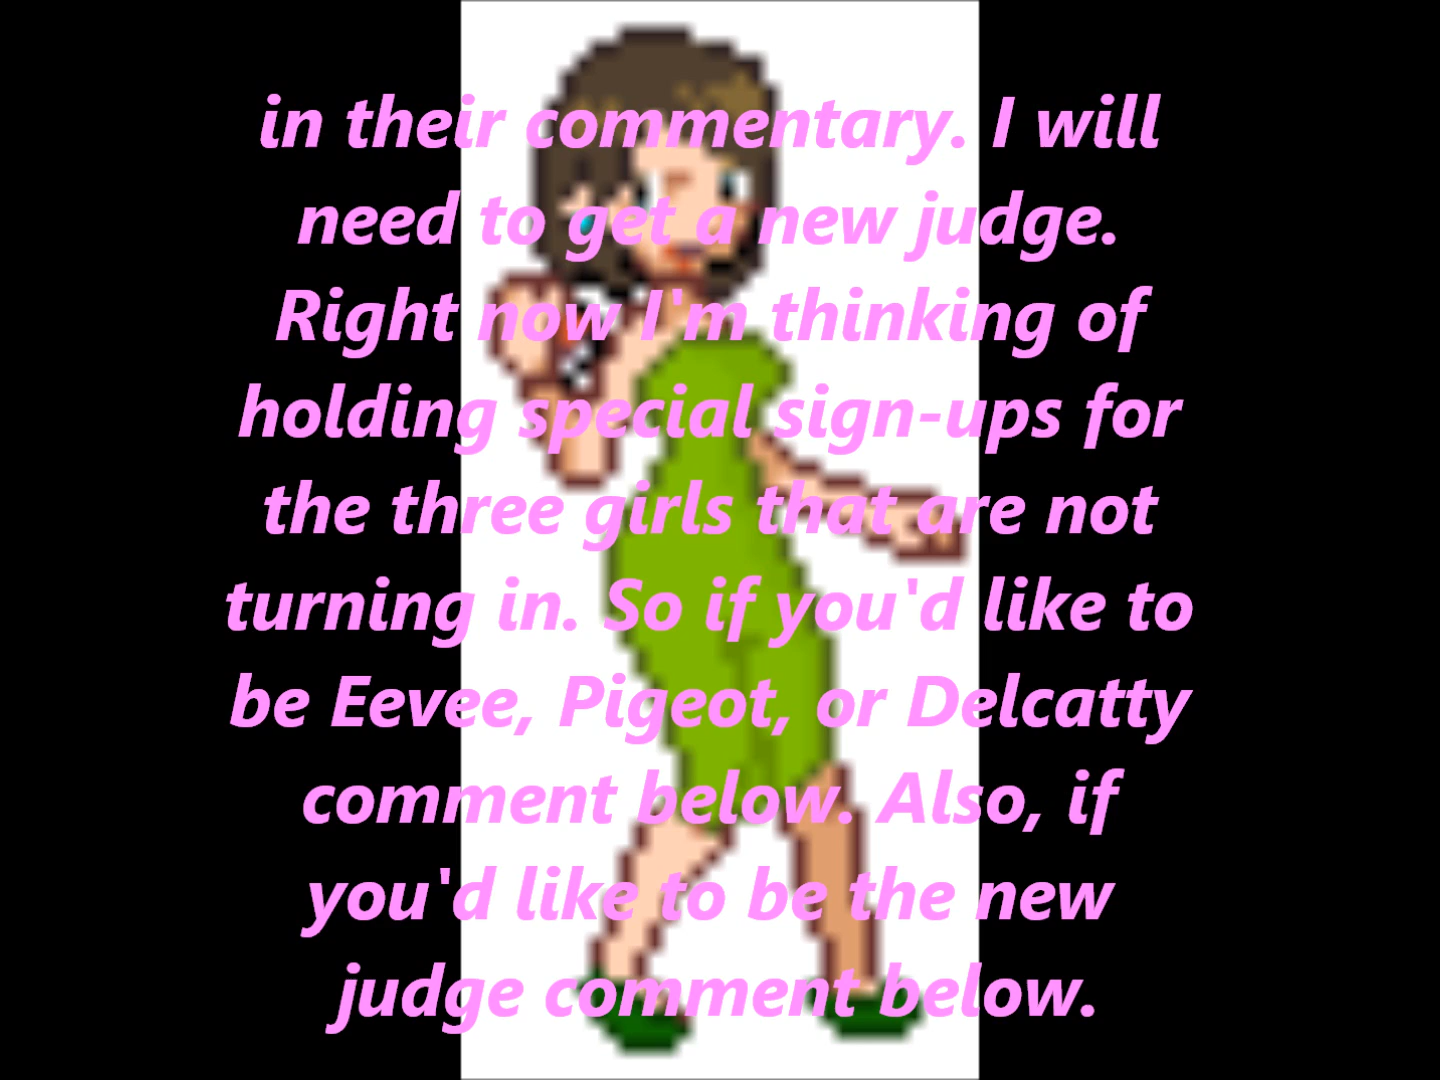 in their commentary. I will
need to get a new judge.
Right now I'm thinking of
holding special sign-ups for
the three girls that are not
turning in. So if you'd like to
be Eevee, Pigeot, or Delcatty
comment below. Also, if
you'd like to be the new
judge comment below.